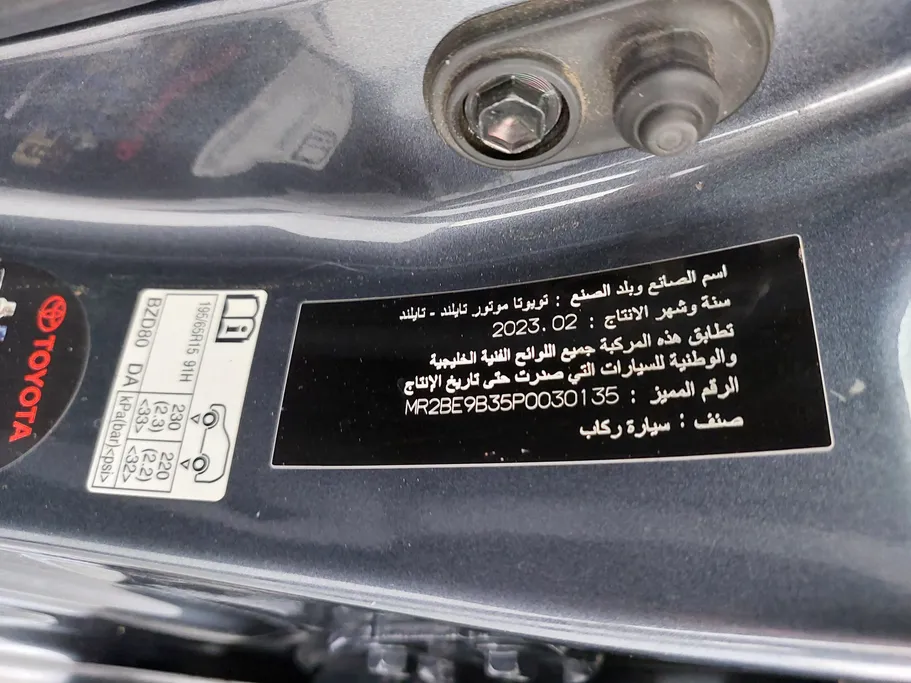 اسم الصانع وبلد الصنع : تويوتا موتور تايلند - تايلند
سنة وشهر الانتاج : 2023.02
تطابق هذه المركبة جميع اللوائح الفنية الخليجية
والوطنية للسيارات التي صدرت حتى تاريخ الإنتاج
الرقم المميز : MR2BE9B35P0030135
صنف : سيارة ركاب
195/65R15 91H
230 220
(2.3) (2.2)
<33> <32>
BZD80 DA kPa(bar)<psi>
TOYOTA